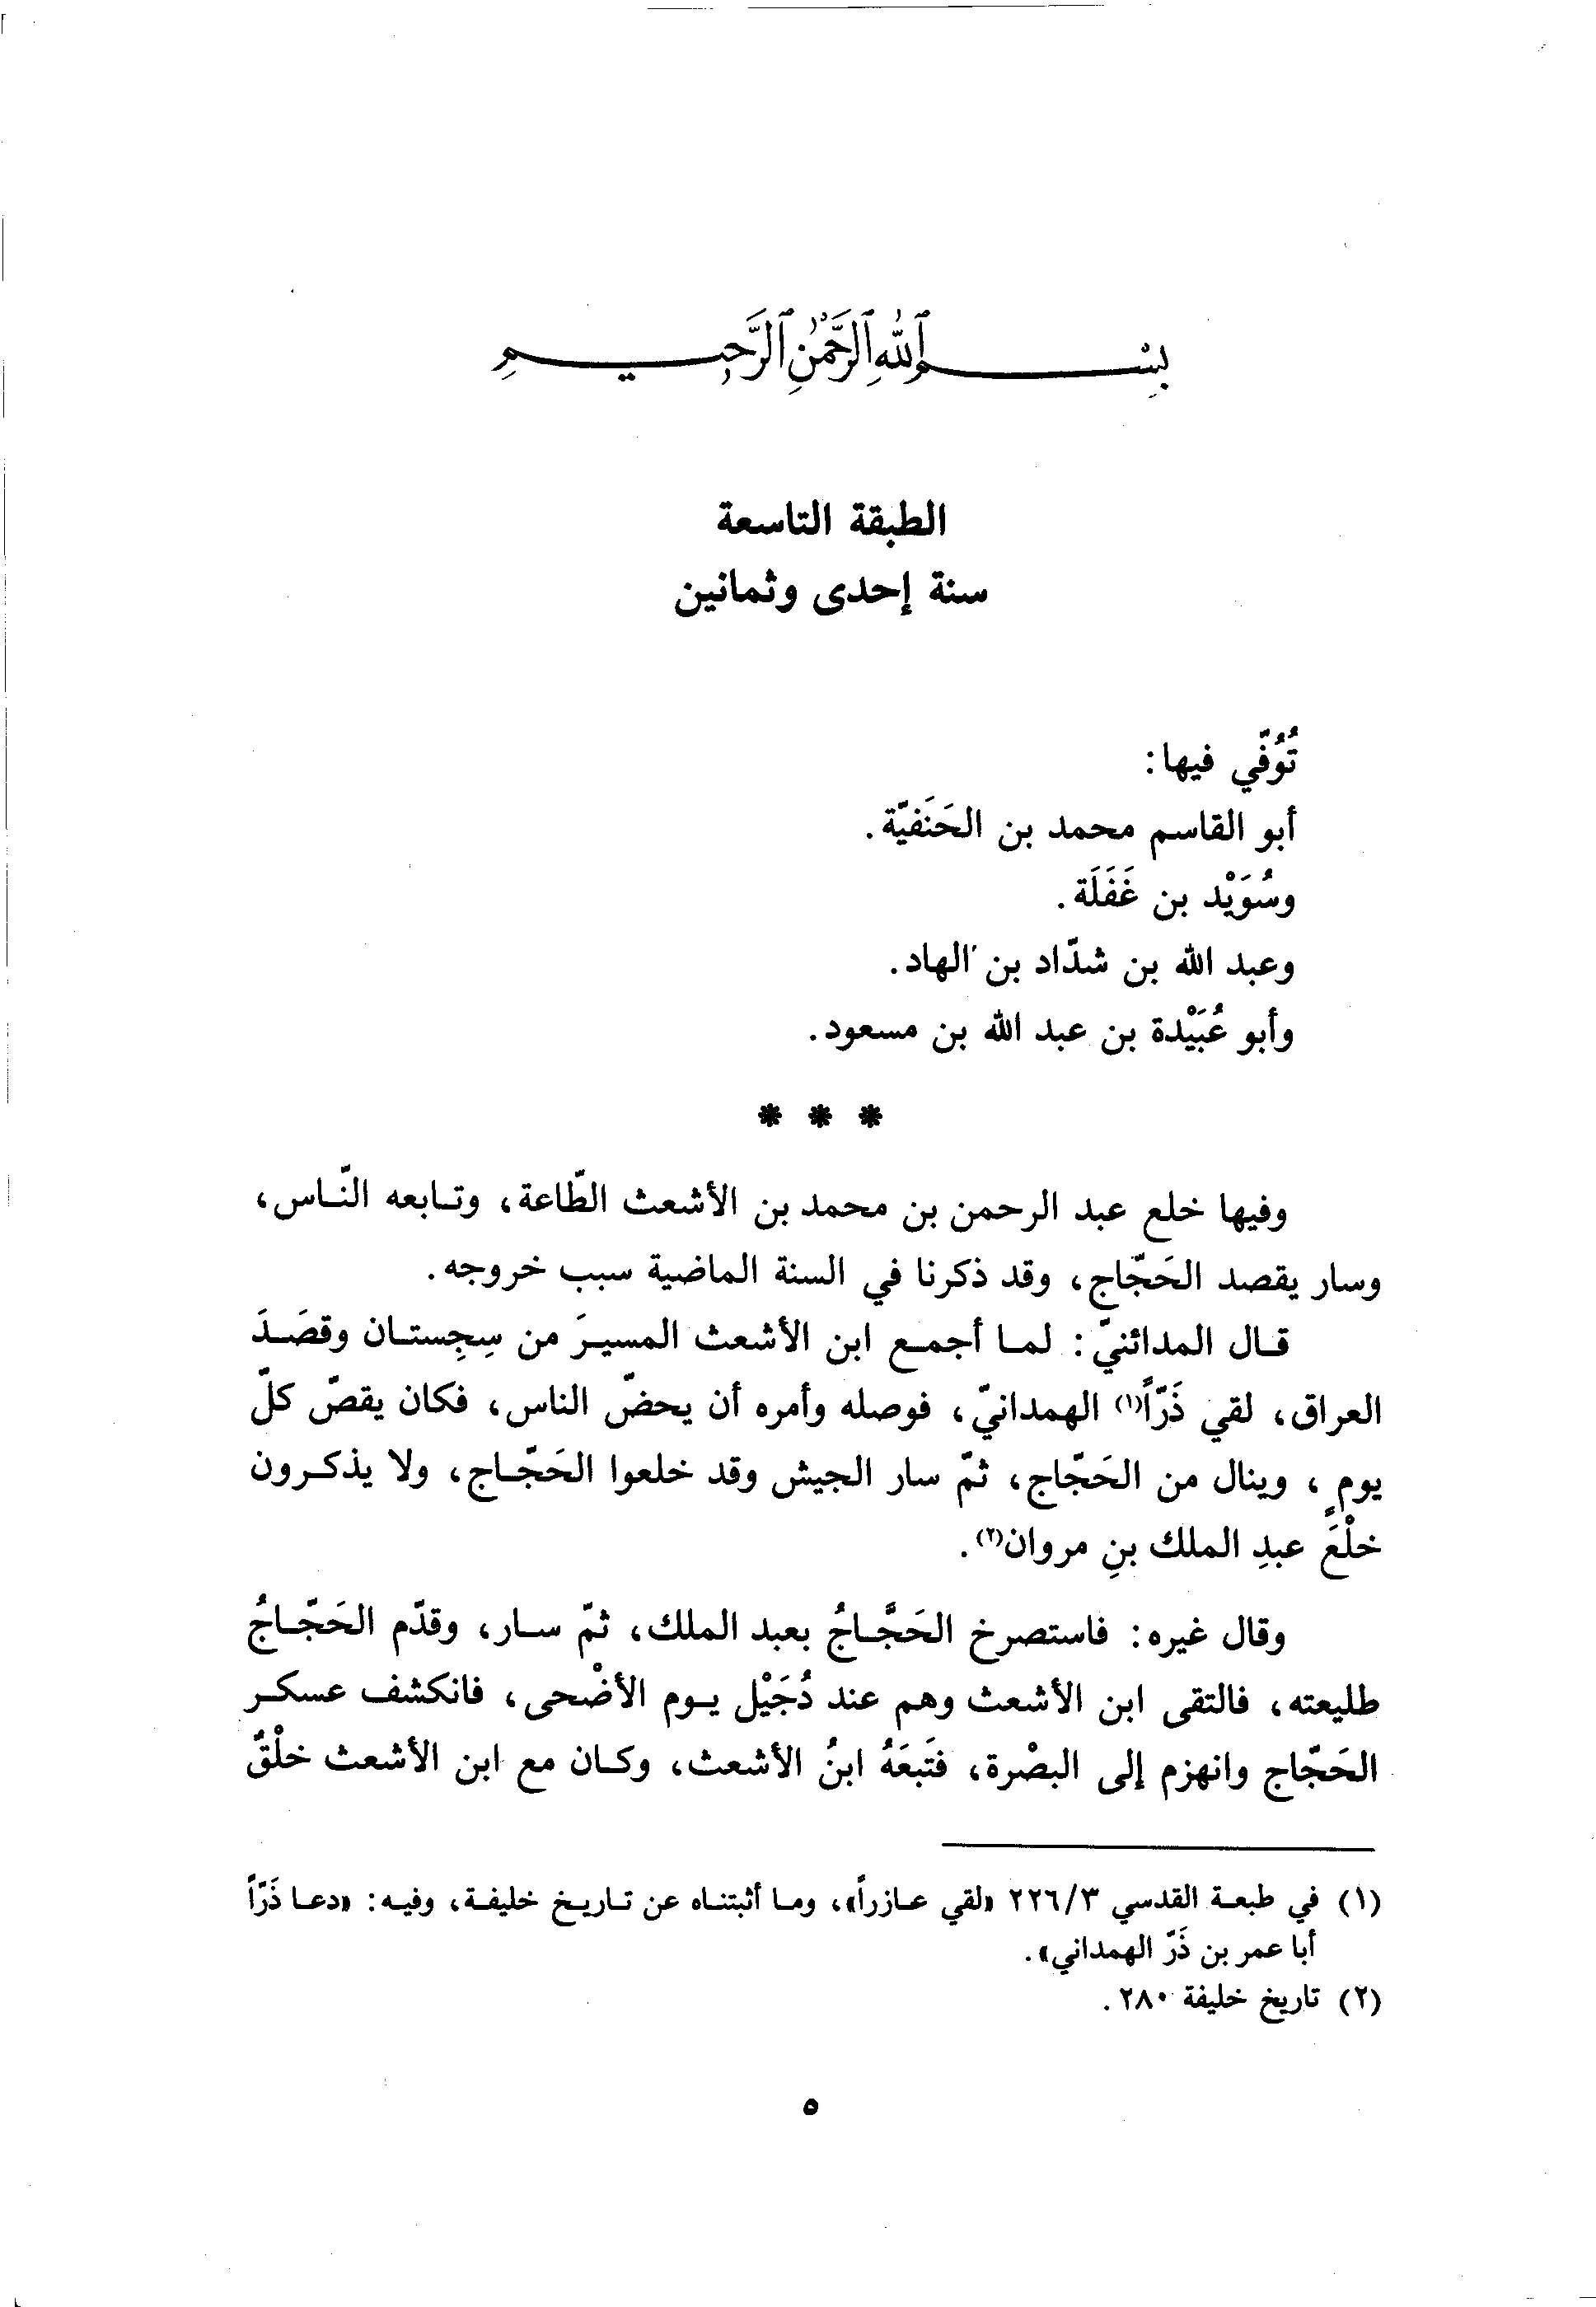 بِسْمِ ٱللَّهِ ٱلرَّحْمَٰنِ ٱلرَّحِيمِ
الطبقة التاسعة
سنة إحدى وثمانين
تُوُفّي فيها:
أبو القاسم محمد بن الحَنَفيّة.
وسُوَيْد بن غَفَلَة.
وعبد الله بن شدّاد بن الهاد.
وأبو عُبَيْدة بن عبد الله بن مسعود.
* * *
وفيها خلع عبد الرحمن بن محمد بن الأشعث الطّاعة، وتابعه النّاس،
وسار يقصد الحَجّاج، وقد ذكرنا في السنة الماضية سبب خروجه.
قال المدائنيّ: لما أجمع ابن الأشعث المسيرَ من سِجِستان وقصَدَ
العراق، لقي ذَرّاً(١) الهمدانيّ، فوصله وأمره أن يحضّ الناس، فكان يقصّ كلّ
يومٍ، وينال من الحَجّاج، ثمّ سار الجيش وقد خلعوا الحَجّاج، ولا يذكرون
خلْعَ عبدِ الملك بنِ مروان(٢).
وقال غيره: فاستصرخ الحَجَّاجُ بعبد الملك، ثمّ سار، وقدّم الحَجّاجُ
طليعته، فالتقى ابن الأشعث وهم عند دُجَيْل يوم الأضْحى، فانكشف عسكر
الحَجّاج وانهزم إلى البصْرة، فتَبعَهُ ابنُ الأشعث، وكان مع ابن الأشعث خلْقٌ
(١) في طبعة القدسي ٢٢٦/٣ «لقي عازراً»، وما أثبتناه عن تاريخ خليفة، وفيه: «دعا ذَرّاً
أبا عمر بن ذَرّ الهمداني».
(٢) تاريخ خليفة ٢٨٠.
٥